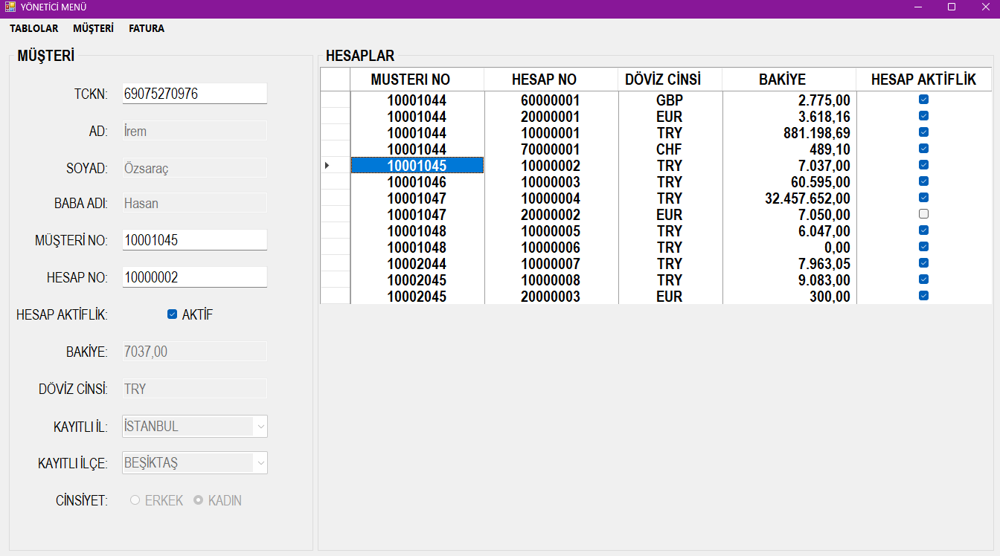 YÖNETİCİ MENÜ
TABLOLAR MÜŞTERİ FATURA
MÜŞTERİ
TCKN: 69075270976
AD: İrem
SOYAD: Özsaraç
BABA ADI: Hasan
MÜŞTERİ NO: 10001045
HESAP NO: 10000002
HESAP AKTİFLİK: AKTİF
BAKİYE: 7037,00
DÖVİZ CİNSİ: TRY
KAYITLI İL: İSTANBUL
KAYITLI İLÇE: BEŞİKTAŞ
CİNSİYET: ERKEK KADIN
HESAPLAR
MUSTERI NO HESAP NO DÖVİZ CİNSİ BAKİYE HESAP AKTİFLİK
10001044 60000001 GBP 2.775,00
10001044 20000001 EUR 3.618,16
10001044 10000001 TRY 881.198,69
10001044 70000001 CHF 489,10
10001045 10000002 TRY 7.037,00
10001046 10000003 TRY 60.595,00
10001047 10000004 TRY 32.457.652,00
10001047 20000002 EUR 7.050,00
10001048 10000005 TRY 6.047,00
10001048 10000006 TRY 0,00
10002044 10000007 TRY 7.963,05
10002045 10000008 TRY 9.083,00
10002045 20000003 EUR 300,00